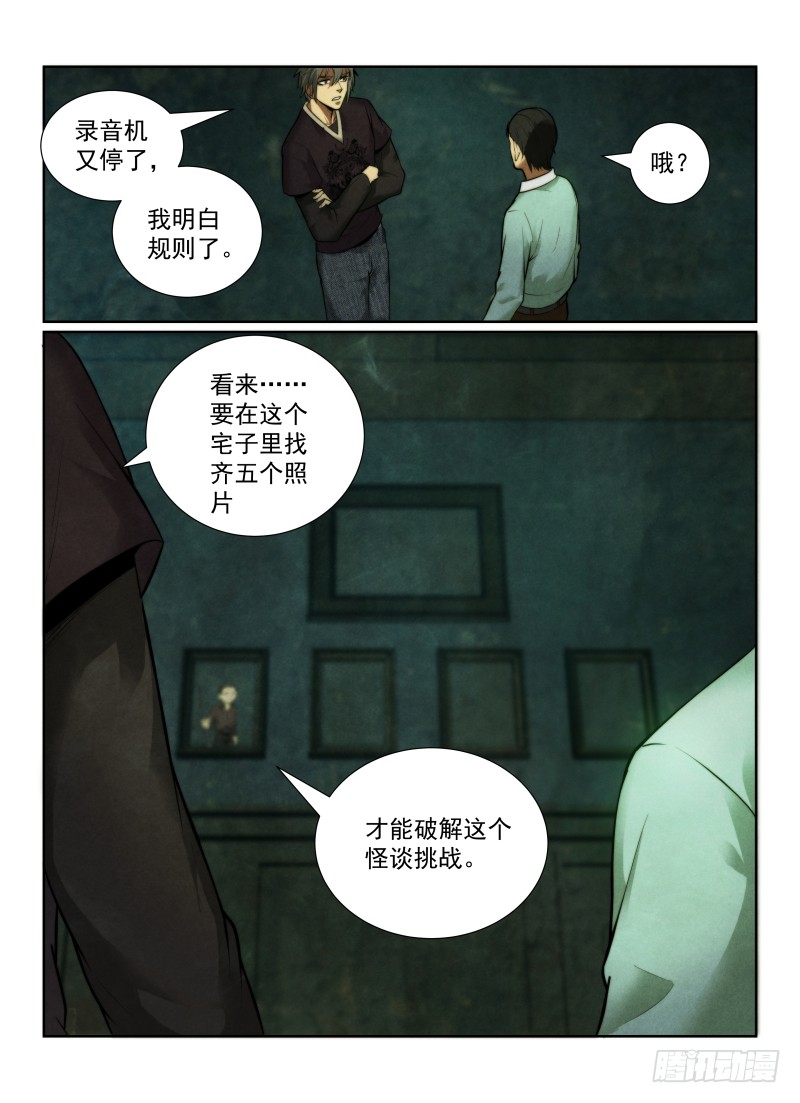 录音机
又停了，
我明白
规则了。
哦？
看来……
要在这个
宅子里找
齐五个照
片
才能破解这个
怪谈挑战。
腾讯动漫